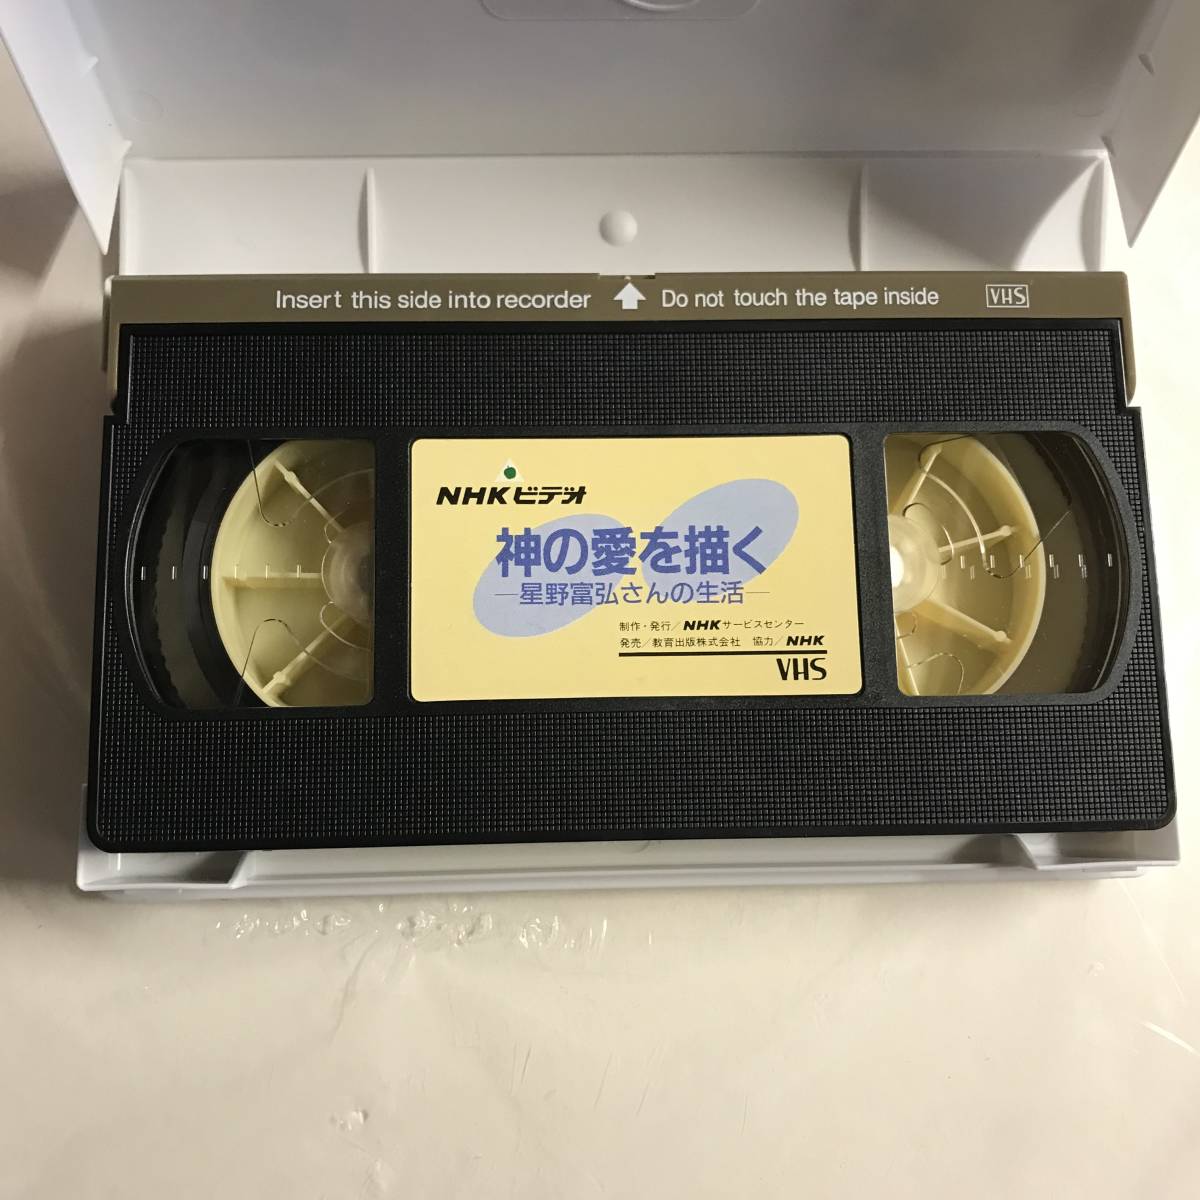 Insert this side into recorder Do not touch the tape inside VHS
NHKビデオ
神の愛を描く
―星野富弘さんの生活―
制作・発行/NHKサービスセンター
発売/教育出版株式会社 協力/NHK
VHS